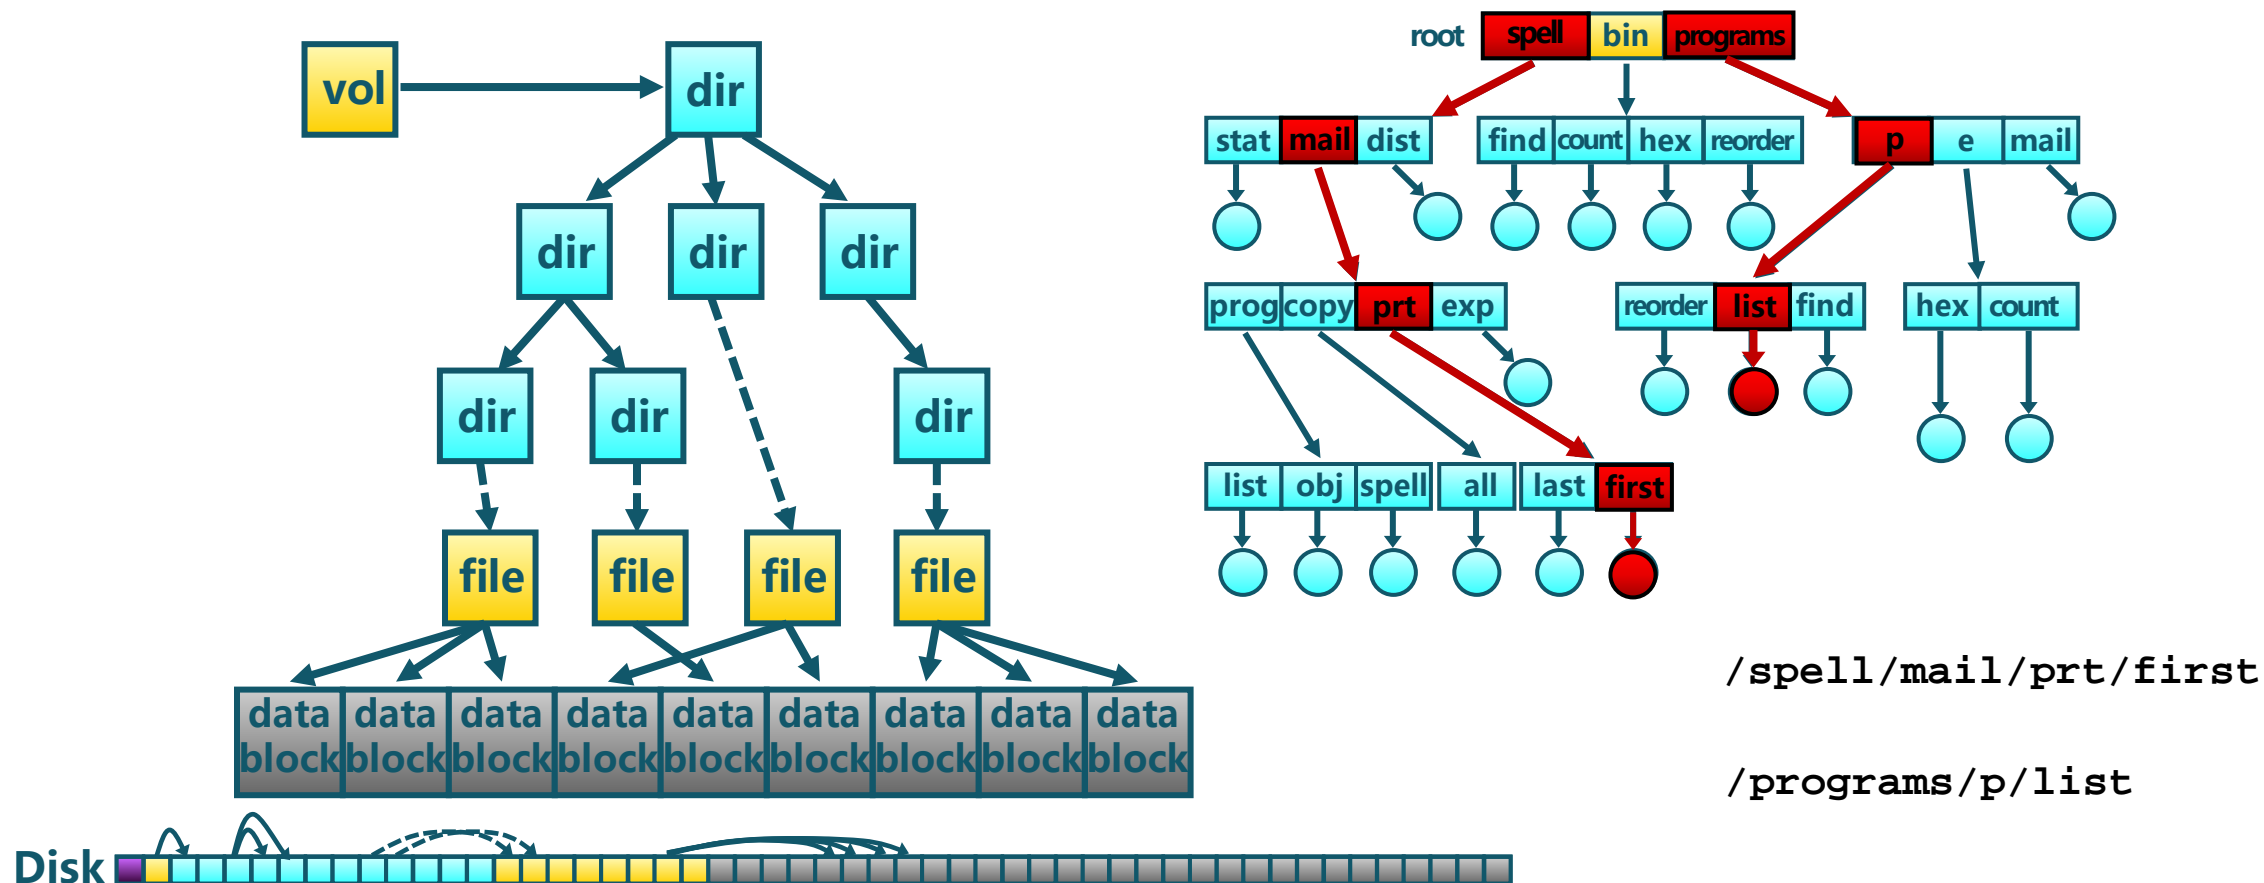 vol
dir
dir dir dir
dir dir dir
file file file file
data block data block data block data block data block data block data block data block data block
Disk
root spell bin programs
stat mail dist find count hex reorder p e mail
prog copy prt exp reorder list find hex count
list obj spell all last first
/spell/mail/prt/first
/programs/p/list